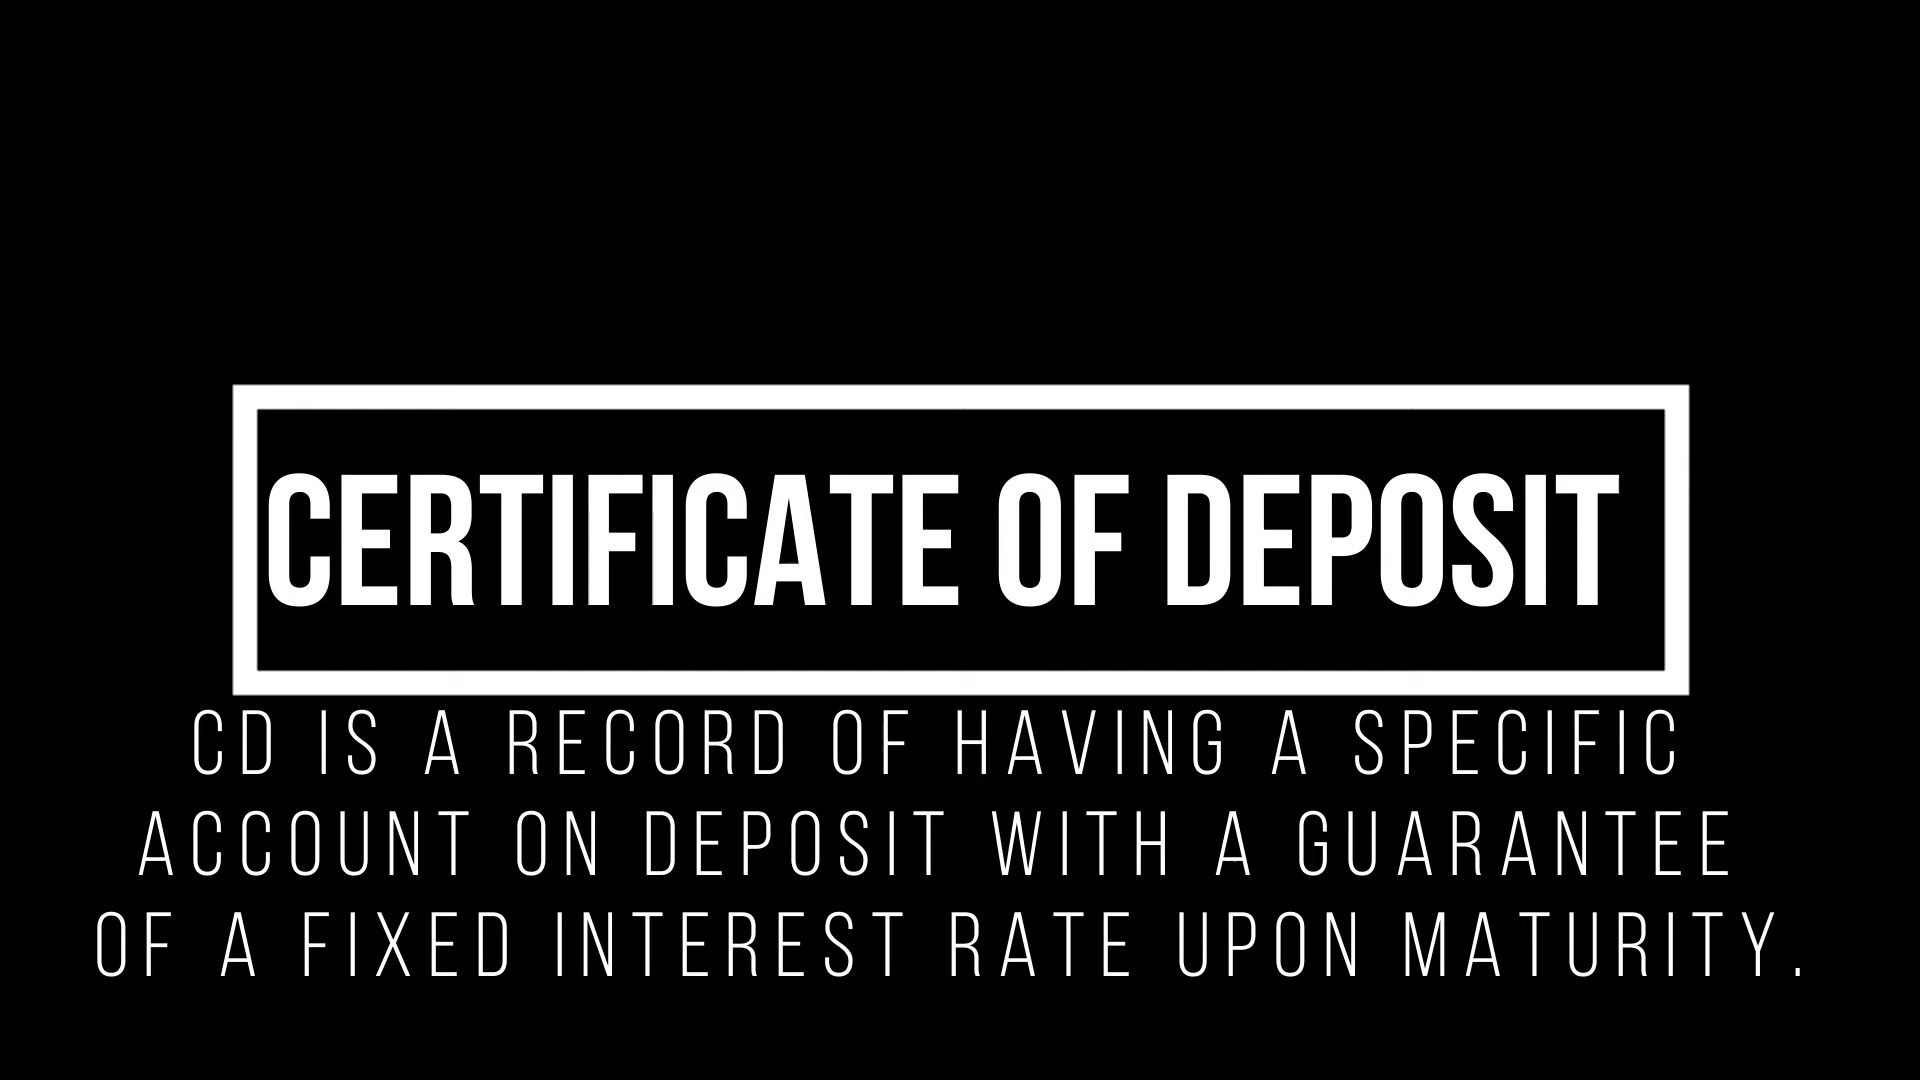 CERTIFICATE OF DEPOSIT
CD IS A RECORD OF HAVING A SPECIFIC
ACCOUNT ON DEPOSIT WITH A GUARANTEE
OF A FIXED INTEREST RATE UPON MATURITY.